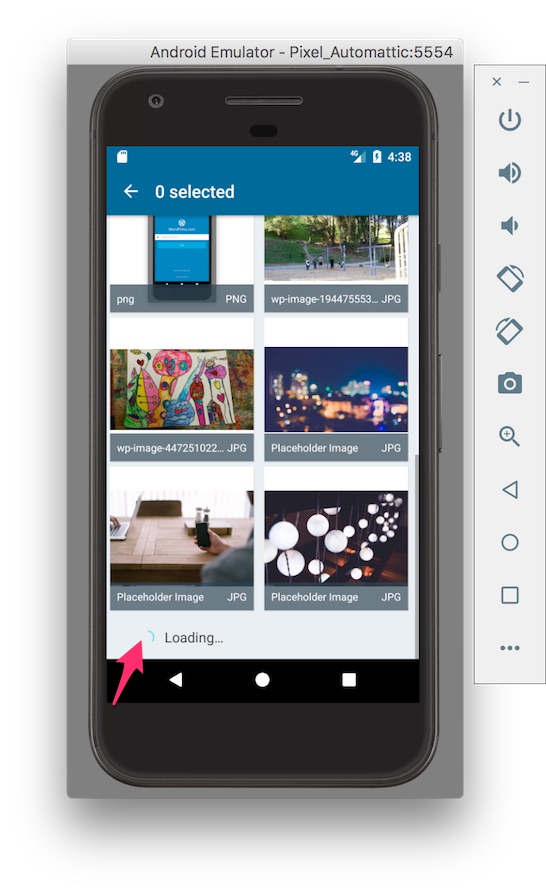 Android Emulator - Pixel_Automattic:5554
4G 4:38
0 selected
WordPress.com
png PNG
wp-image-194475553... JPG
wp-image-447251022... JPG
Placeholder Image JPG
Placeholder Image JPG
Placeholder Image JPG
Loading...